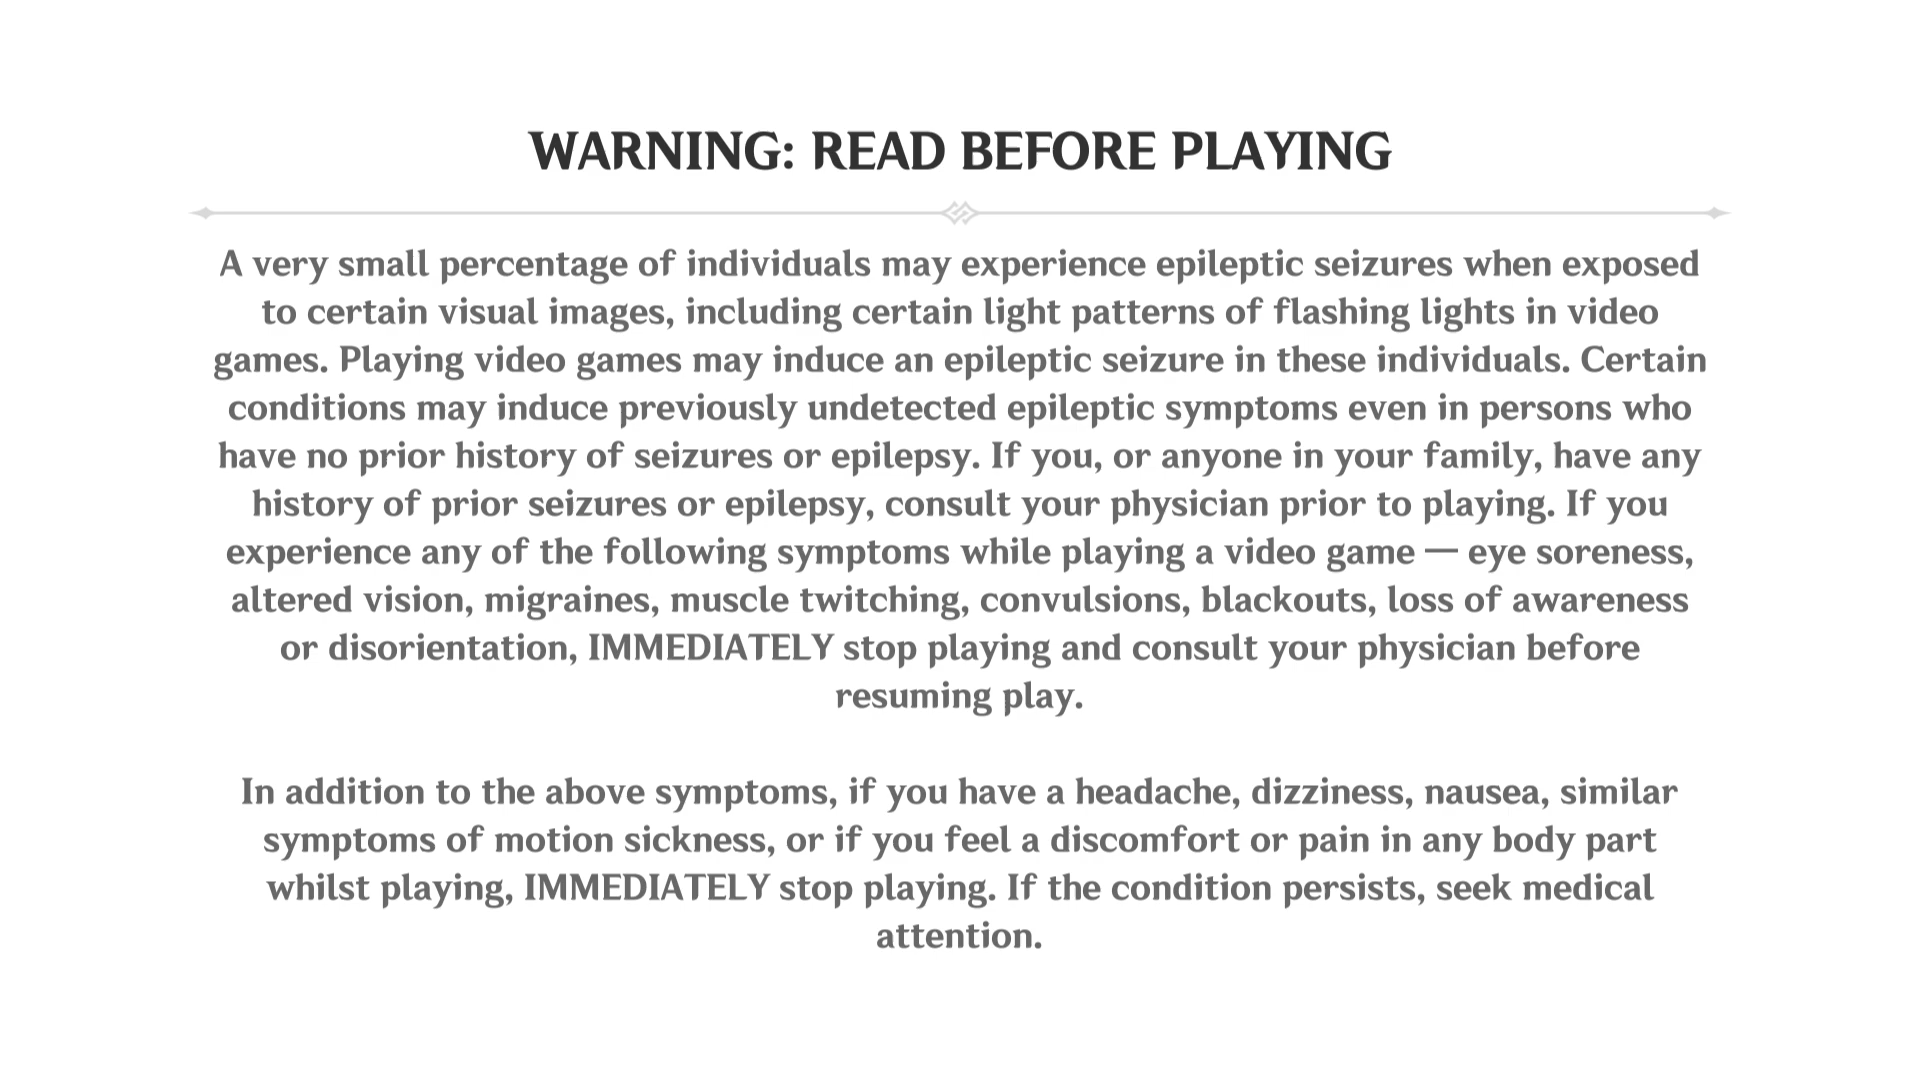 WARNING: READ BEFORE PLAYING
A very small percentage of individuals may experience epileptic seizures when exposed
to certain visual images, including certain light patterns of flashing lights in video
games. Playing video games may induce an epileptic seizure in these individuals. Certain
conditions may induce previously undetected epileptic symptoms even in persons who
have no prior history of seizures or epilepsy. If you, or anyone in your family, have any
history of prior seizures or epilepsy, consult your physician prior to playing. If you
experience any of the following symptoms while playing a video game — eye soreness,
altered vision, migraines, muscle twitching, convulsions, blackouts, loss of awareness
or disorientation, IMMEDIATELY stop playing and consult your physician before
resuming play.
In addition to the above symptoms, if you have a headache, dizziness, nausea, similar
symptoms of motion sickness, or if you feel a discomfort or pain in any body part
whilst playing, IMMEDIATELY stop playing. If the condition persists, seek medical
attention.